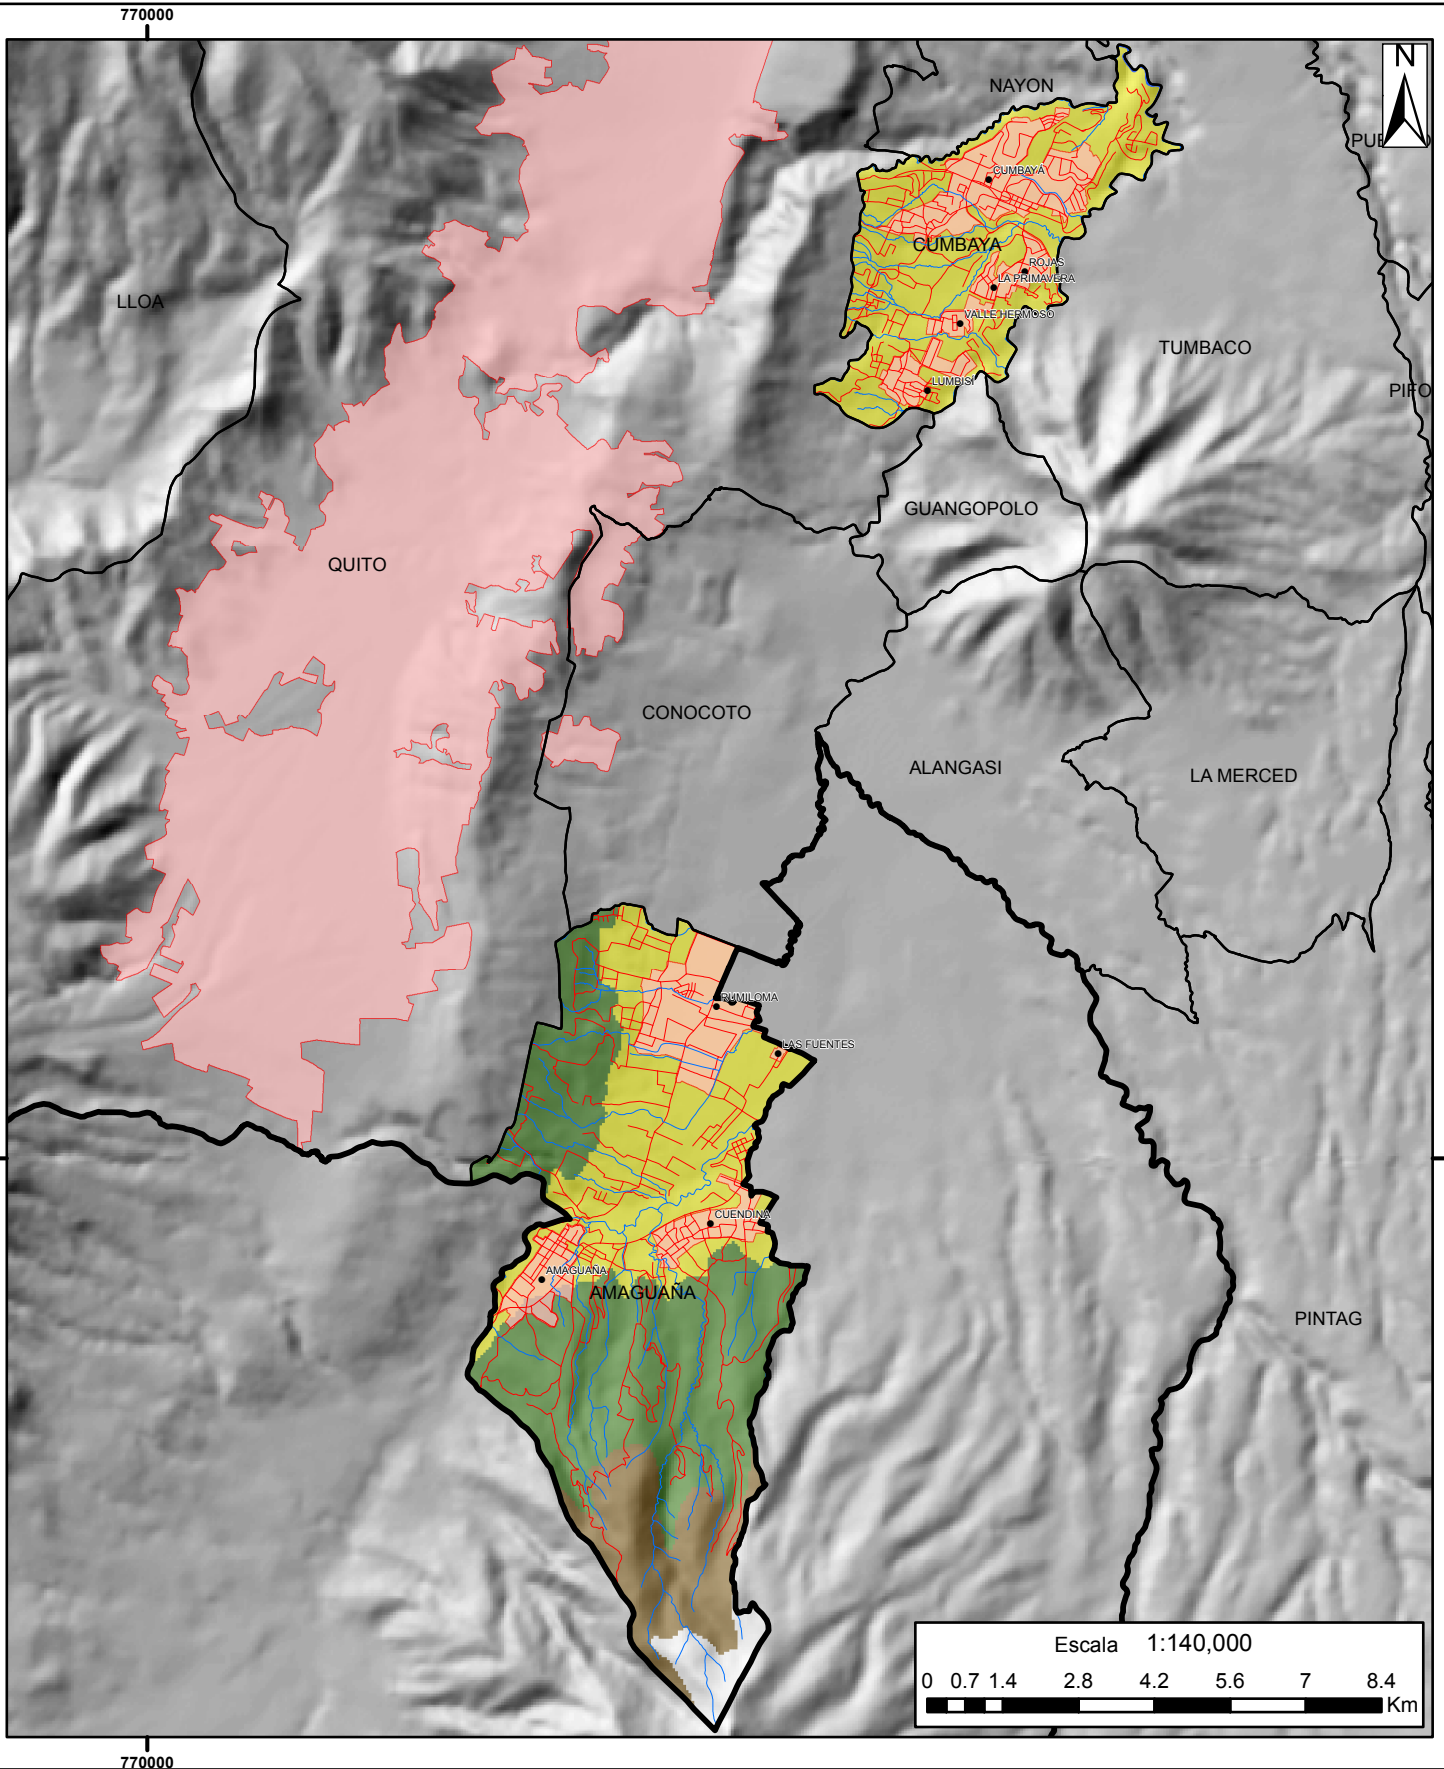 770000
N
NAYON
PUE
CUMBAYÁ
CUMBAYA
ROJAS
LA PRIMAVERA
LLOA
VALLE HERMOSO
TUMBACO
LUMBISI
PIFO
GUANGOPOLO
QUITO
CONOCOTO
ALANGASI
LA MERCED
RUMILOMA
LAS FUENTES
CUENDINA
AMAGUAÑA
AMAGUAÑA
PINTAG
Escala 1:140,000
0 0.7 1.4 2.8 4.2 5.6 7 8.4
Km
770000